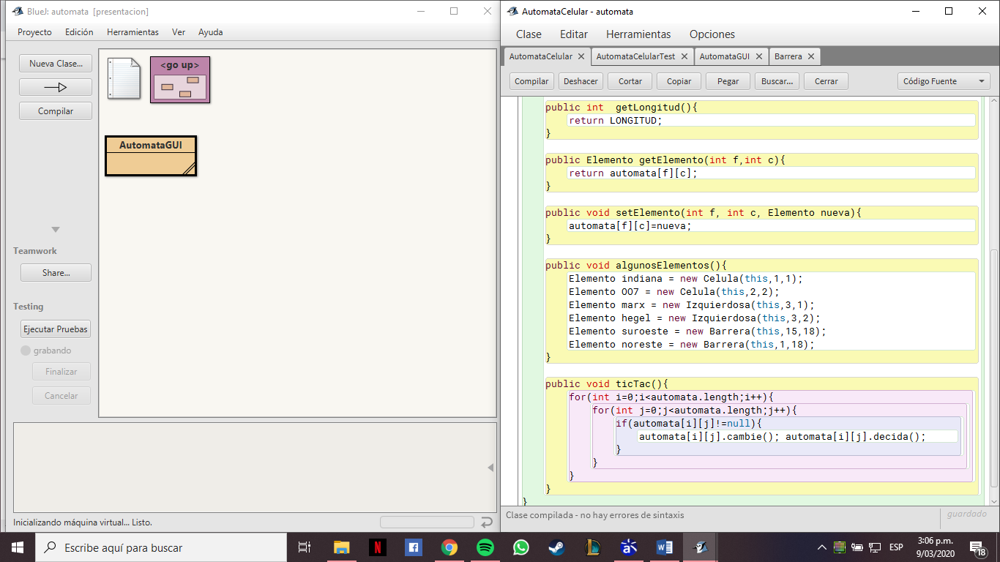 BlueJ: automata [presentacion]
Proyecto Edición Herramientas Ver Ayuda
Nueva Clase...
Compilar
<go up>
AutomataGUI
Teamwork
Share...
Testing
Ejecutar Pruebas
grabando
Finalizar
Cancelar
Inicializando máquina virtual... Listo.
AutomataCelular - automata
Clase Editar Herramientas Opciones
AutomataCelular AutomataCelularTest AutomataGUI Barrera
Compilar Deshacer Cortar Copiar Pegar Buscar... Cerrar Código Fuente
public int  getLongitud(){
return LONGITUD;
}
public Elemento getElemento(int f,int c){
return automata[f][c];
}
public void setElemento(int f, int c, Elemento nueva){
automata[f][c]=nueva;
}
public void algunosElementos(){
Elemento indiana = new Celula(this,1,1);
Elemento OO7 = new Celula(this,2,2);
Elemento marx = new Izquierdosa(this,3,1);
Elemento hegel = new Izquierdosa(this,3,2);
Elemento suroeste = new Barrera(this,15,18);
Elemento noreste = new Barrera(this,1,18);
}
public void ticTac(){
for(int i=0;i<automata.length;i++){
for(int j=0;j<automata.length;j++){
if(automata[i][j]!=null){
automata[i][j].cambie(); automata[i][j].decida();
}
}
}
}
}
Clase compilada - no hay errores de sintaxis
guardado
Escribe aquí para buscar
ESP
3:06 p.m.
9/03/2020
18